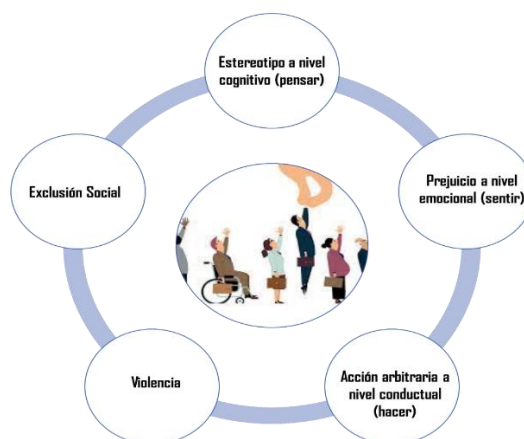 Estereotipo a nivel
cognitivo (pensar)
Prejuicio a nivel
emocional (sentir)
Acción arbitraria a
nivel conductual
(hacer)
Violencia
Exclusión Social